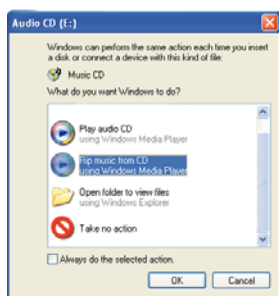 Audio CD (E:)
Windows can perform the same action each time you insert
a disk or connect a device with this kind of file:
Music CD
What do you want Windows to do?
Play audio CD
using Windows Media Player
Rip music from CD
using Windows Media Player
Open folder to view files
using Windows Explorer
Take no action
Always do the selected action.
OK
Cancel